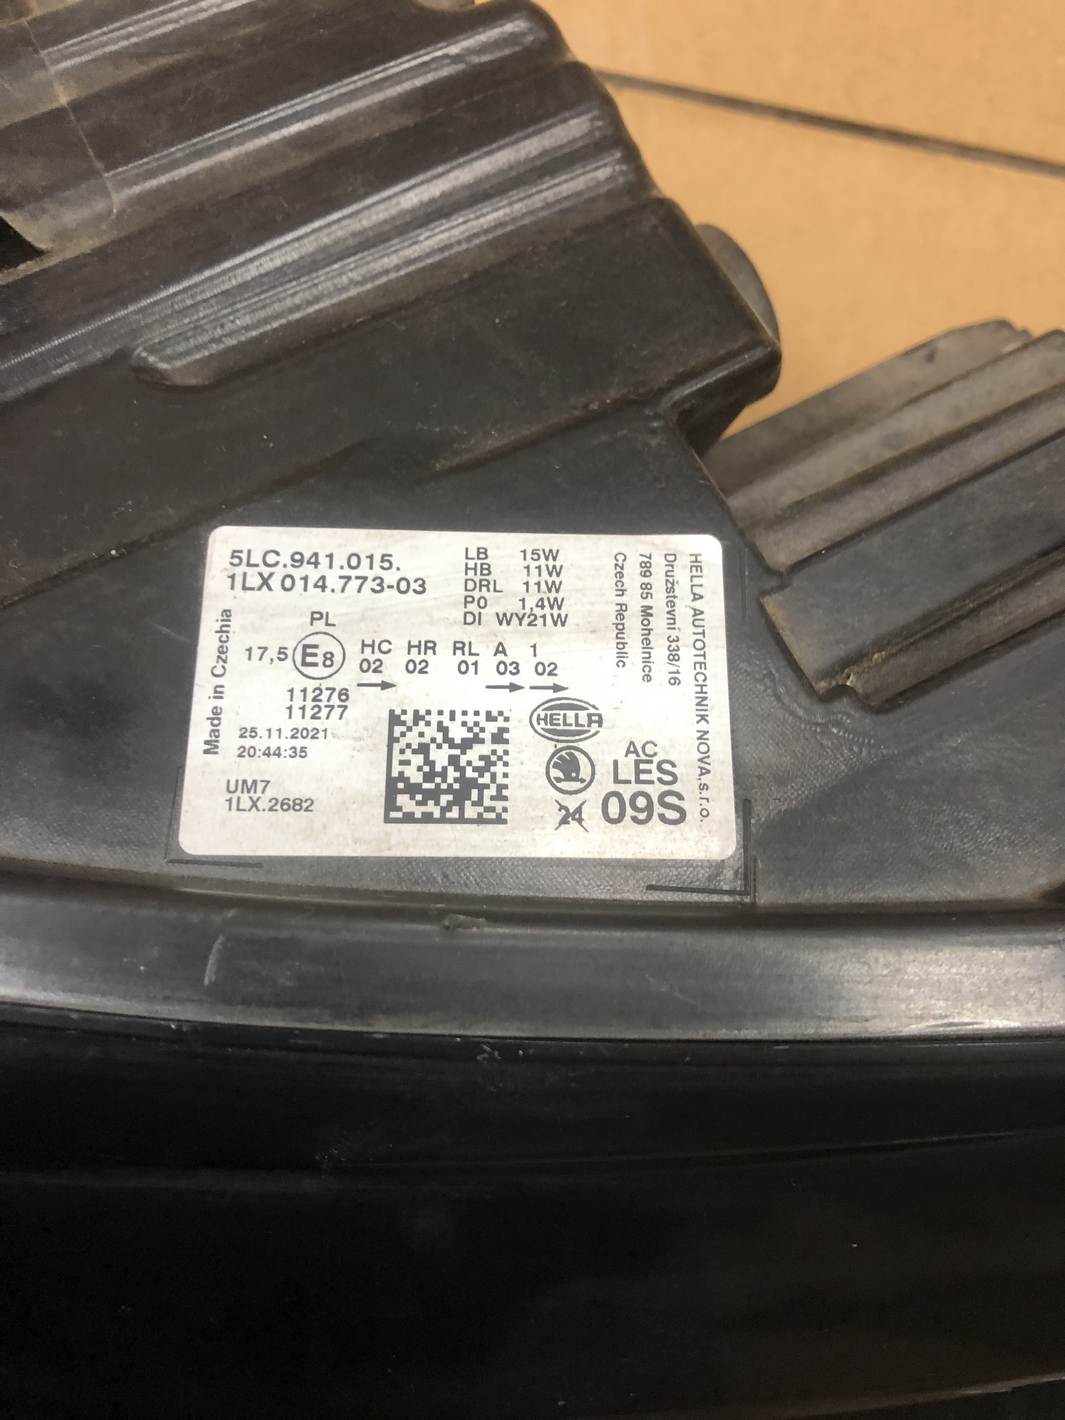 5LC.941.015.
1LX 014.773-03
LB 15W
HB 11W
DRL 11W
P0 1,4W
DI WY21W
PL
17,5 E8
HC HR RL A 1
02 02 01 03 02
11276
11277
25.11.2021
20:44:35
UM7
1LX.2682
Made in Czechia
HELLA
AC
LES
09S
24
HELLA AUTOTECHNIK NOVA,s.r.o.
Družstevní 338/16
789 85 Mohelnice
Czech Republic